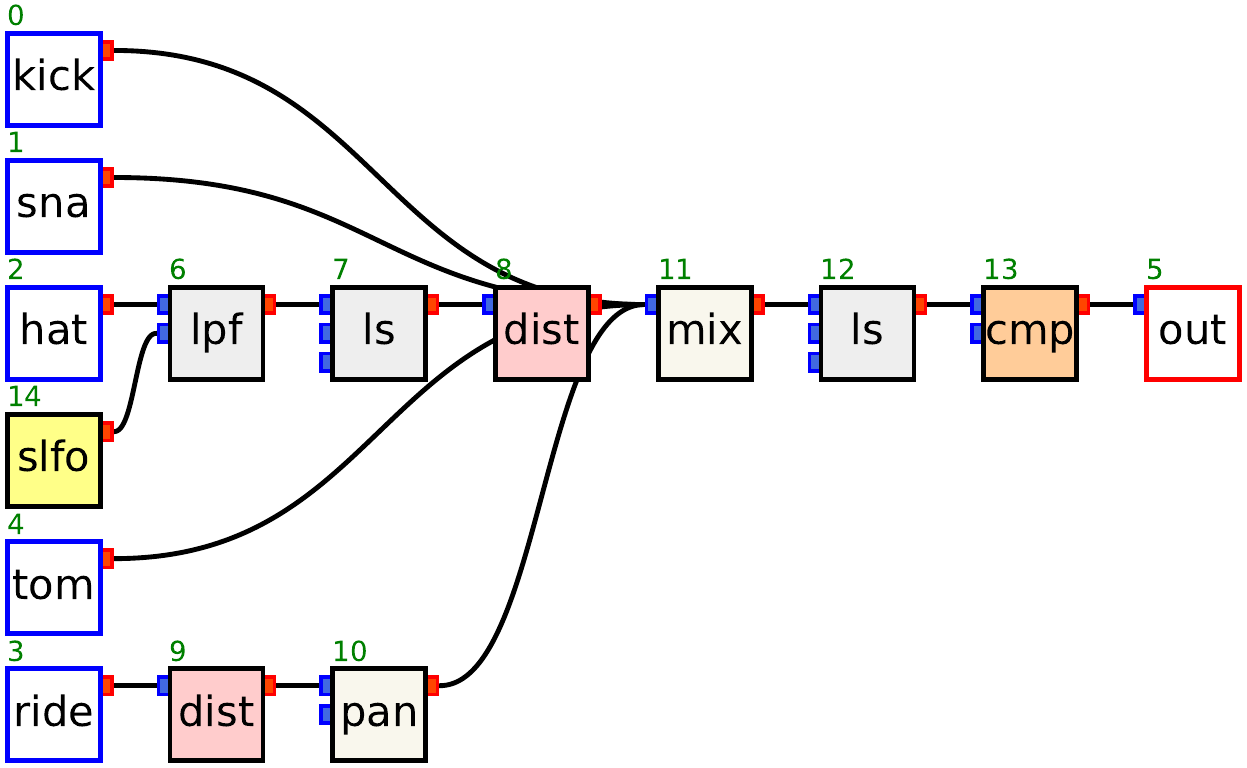 0
kick
1
sna
2 6 7 8 11 12 13 5
hat lpf ls dist mix ls cmp out
14
slfo
4
tom
3 9 10
ride dist pan